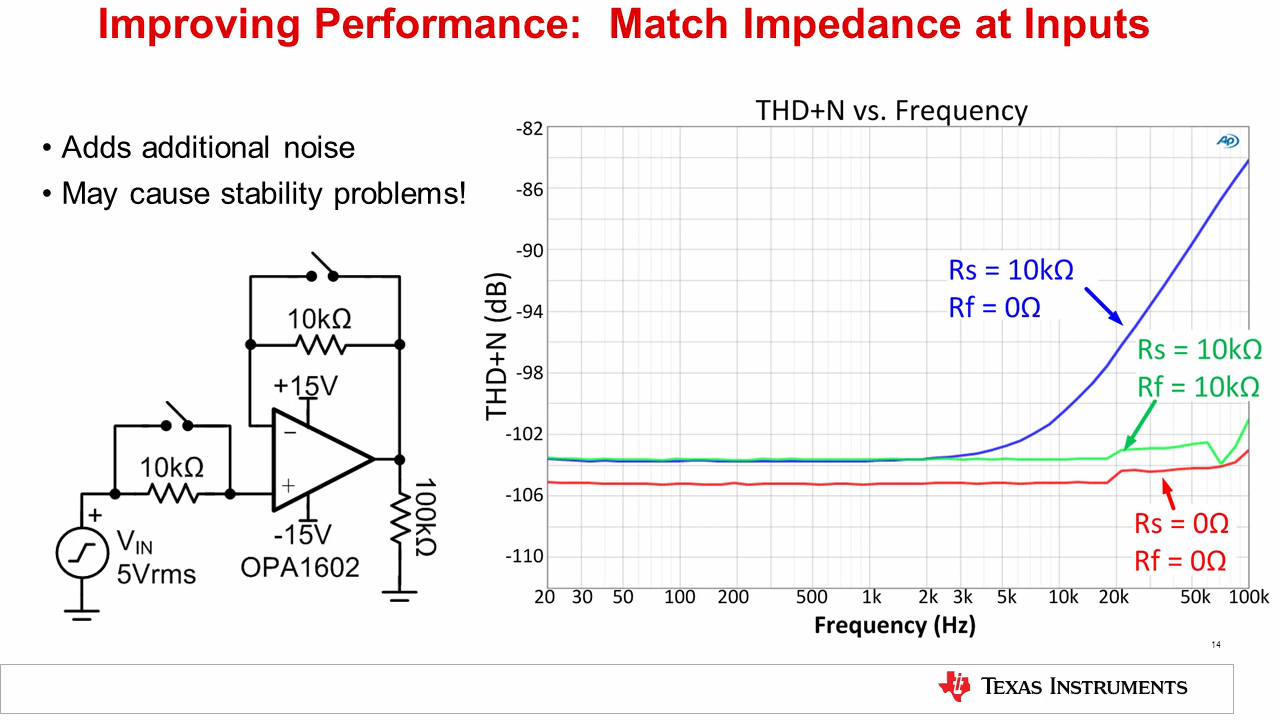 Improving Performance: Match Impedance at Inputs
• Adds additional noise
• May cause stability problems!
10kΩ
+15V
−
10kΩ
+
+
VIN
5Vrms
-15V
OPA1602
100kΩ
THD+N vs. Frequency
AP
THD+N (dB)
-82
-86
-90
-94
-98
-102
-106
-110
Rs = 10kΩ
Rf = 0Ω
Rs = 10kΩ
Rf = 10kΩ
Rs = 0Ω
Rf = 0Ω
20 30 50 100 200 500 1k 2k 3k 5k 10k 20k 50k 100k
Frequency (Hz)
14
TEXAS INSTRUMENTS